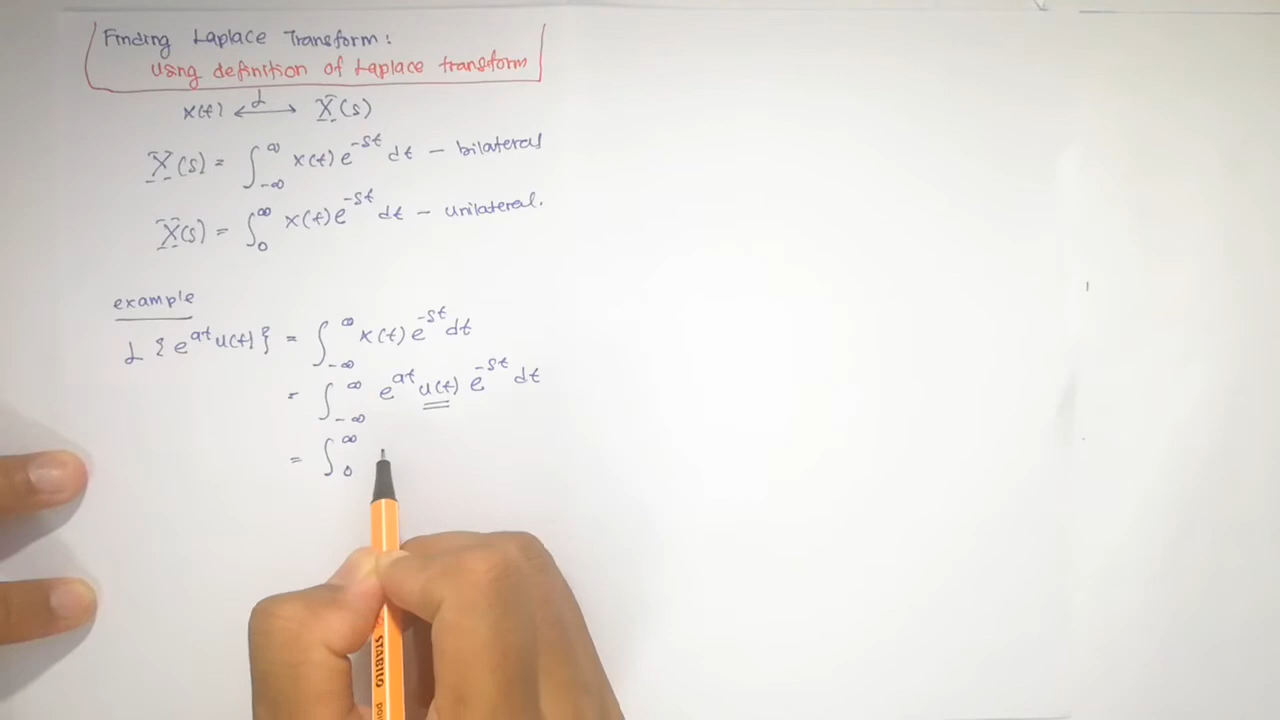 Finding Laplace Transform:
using definition of Laplace transform
x(t) ⟷ℒ X(s)
X(s) = ∫_{-∞}^{∞} x(t) e^{-st} dt - bilateral
X(s) = ∫_{0}^{∞} x(t) e^{-st} dt - unilateral.
example
ℒ {e^{at} u(t)} = ∫_{-∞}^{∞} x(t) e^{-st} dt
= ∫_{-∞}^{∞} e^{at} u(t) e^{-st} dt
= ∫_{0}^{∞}
STABILO